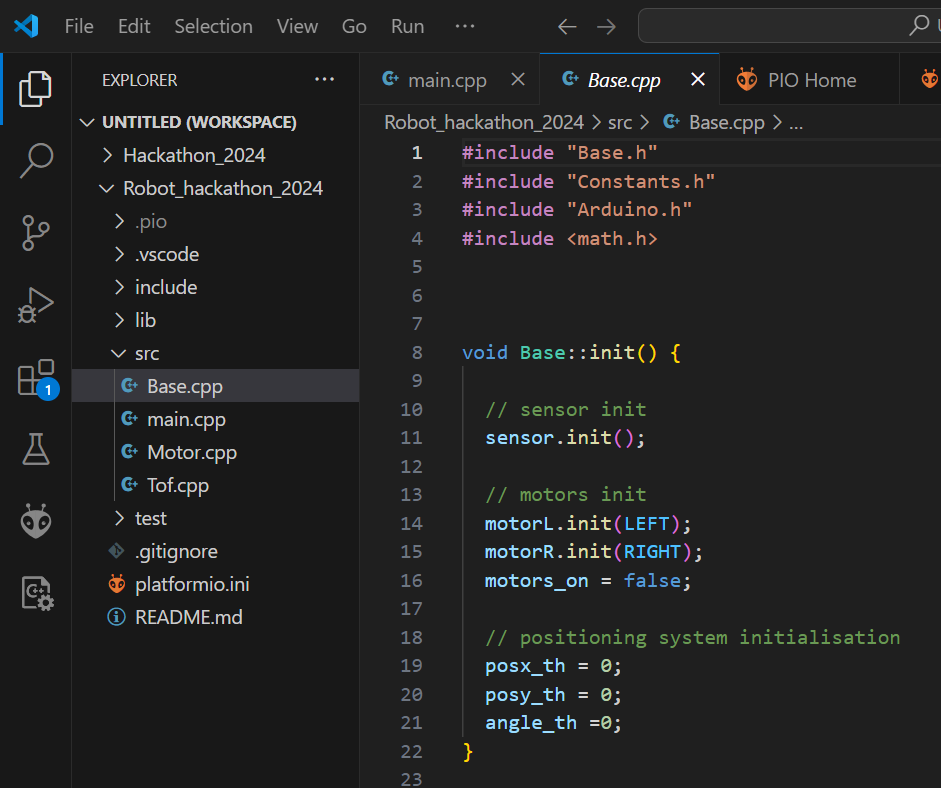 File Edit Selection View Go Run ...
EXPLORER ...
UNTITLED (WORKSPACE)
Hackathon_2024
Robot_hackathon_2024
.pio
.vscode
include
lib
src
Base.cpp
main.cpp
Motor.cpp
Tof.cpp
test
.gitignore
platformio.ini
README.md
1
main.cpp Base.cpp PIO Home
Robot_hackathon_2024 > src > Base.cpp > ...
1 #include "Base.h"
2 #include "Constants.h"
3 #include "Arduino.h"
4 #include <math.h>
5
6
7
8 void Base::init() {
9
10 // sensor init
11 sensor.init();
12
13 // motors init
14 motorL.init(LEFT);
15 motorR.init(RIGHT);
16 motors_on = false;
17
18 // positioning system initialisation
19 posx_th = 0;
20 posy_th = 0;
21 angle_th =0;
22 }
23